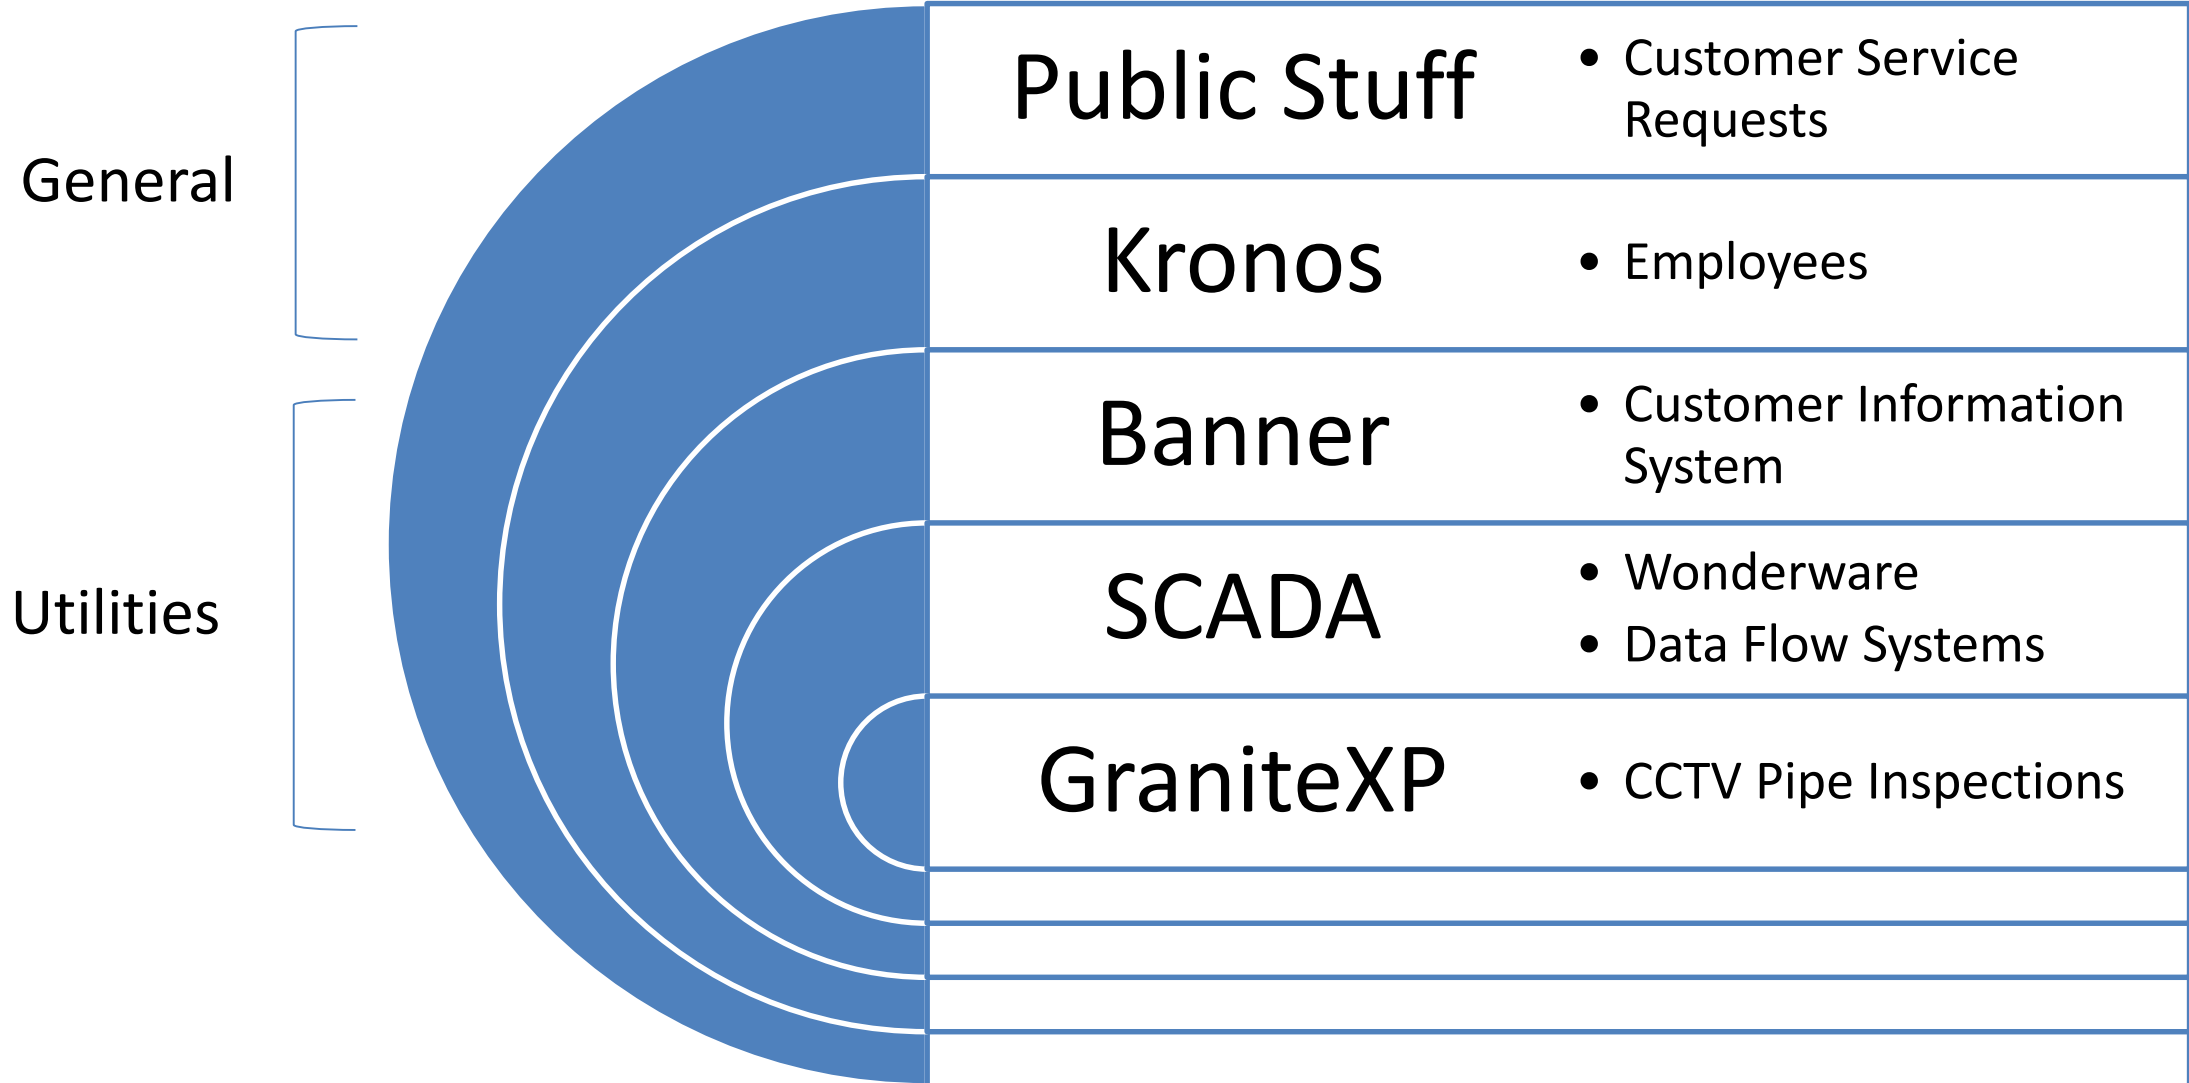 General
Utilities
Public Stuff
• Customer Service
Requests
Kronos
• Employees
Banner
• Customer Information
System
SCADA
• Wonderware
• Data Flow Systems
GraniteXP
• CCTV Pipe Inspections